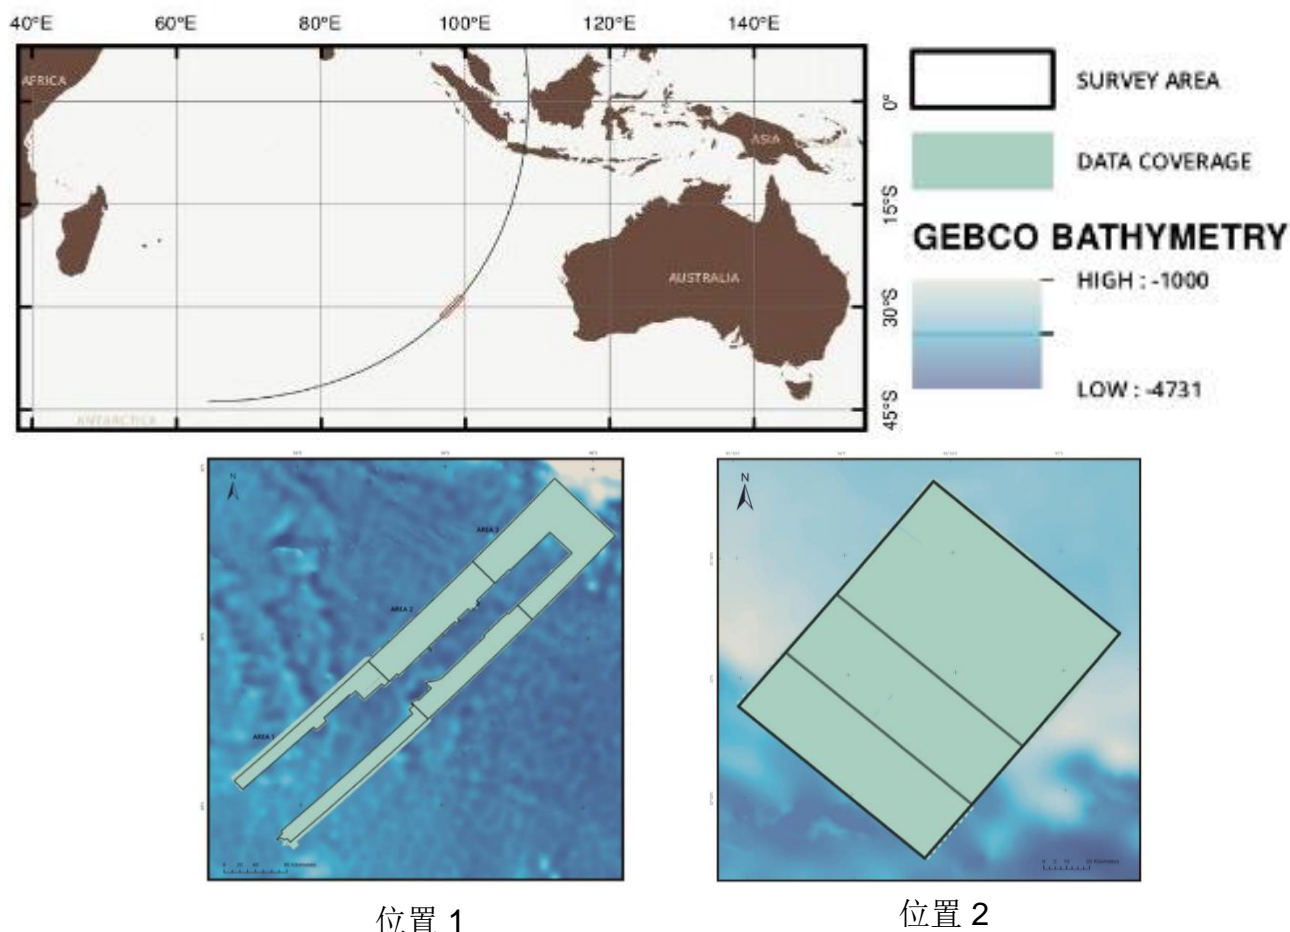 40°E 60°E 80°E 100°E 120°E 140°E
AFRICA
ASIA
AUSTRALIA
ANTARCTICA
0°
15°S
30°S
45°S
SURVEY AREA
DATA COVERAGE
GEBCO BATHYMETRY
HIGH : -1000
LOW : -4731
N
AREA 3
AREA 2
AREA 1
N
位置 1
位置 2